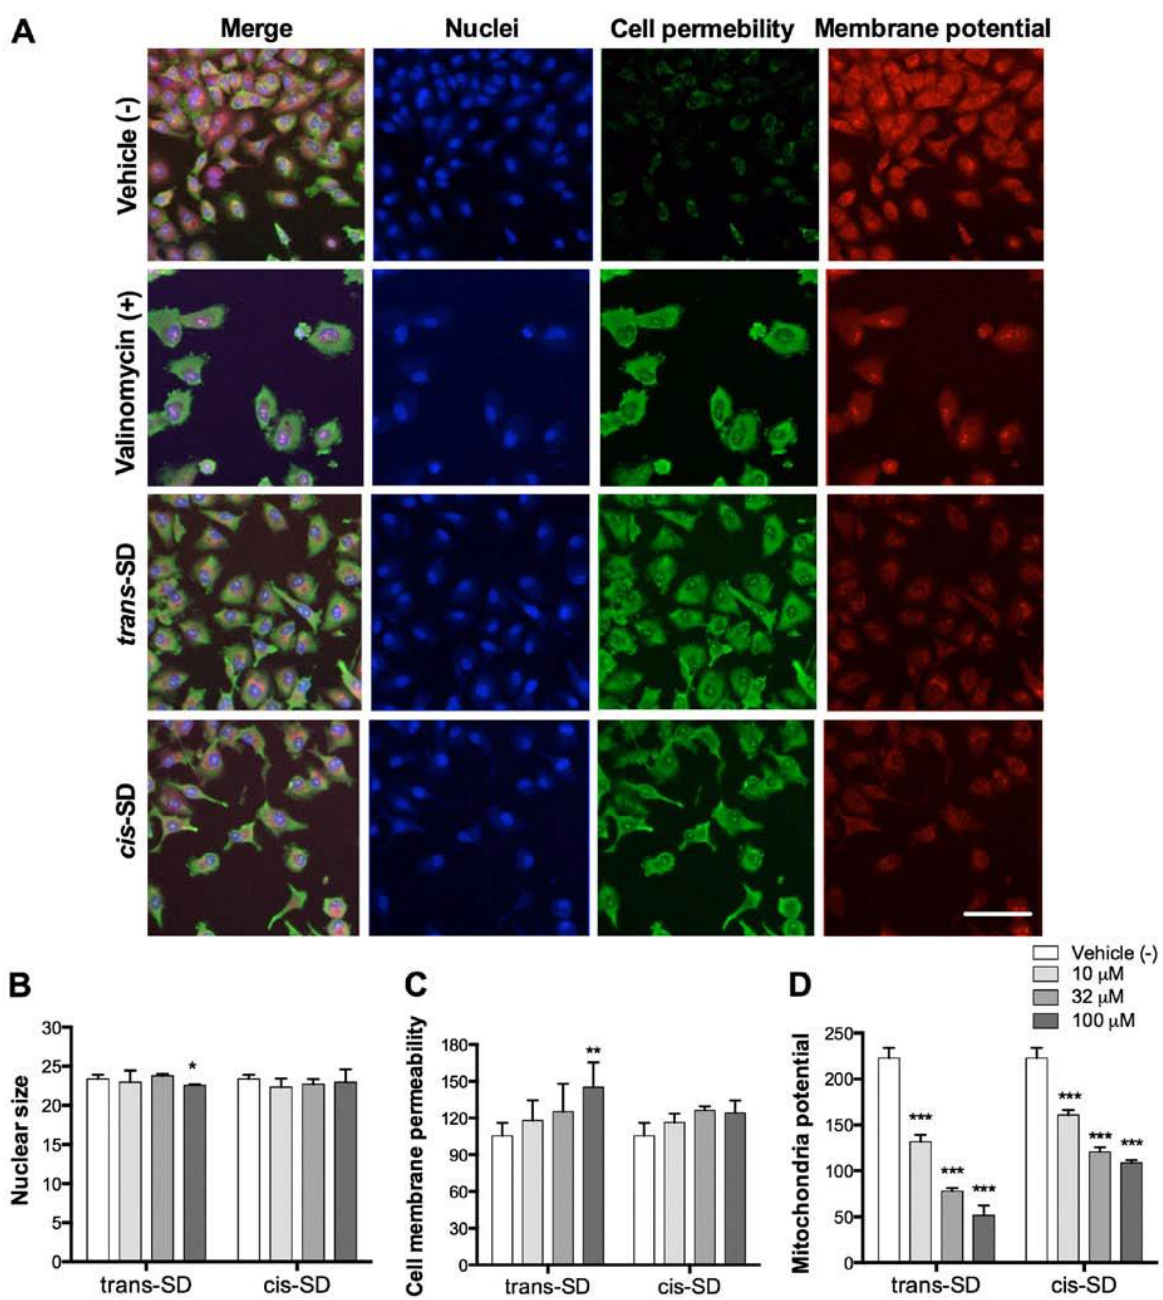 A
Merge Nuclei Cell permebility Membrane potential
Vehicle (-)
Valinomycin (+)
trans-SD
cis-SD
Vehicle (-)
10 µM
32 µM
100 µM
B
Nuclear size
30
25
20
15
10
5
0
*
trans-SD cis-SD
C
Cell membrane permeability
180
150
120
90
60
30
0
**
trans-SD cis-SD
D
Mitochondria potential
250
200
150
100
50
0
*** *** *** *** *** ***
trans-SD cis-SD